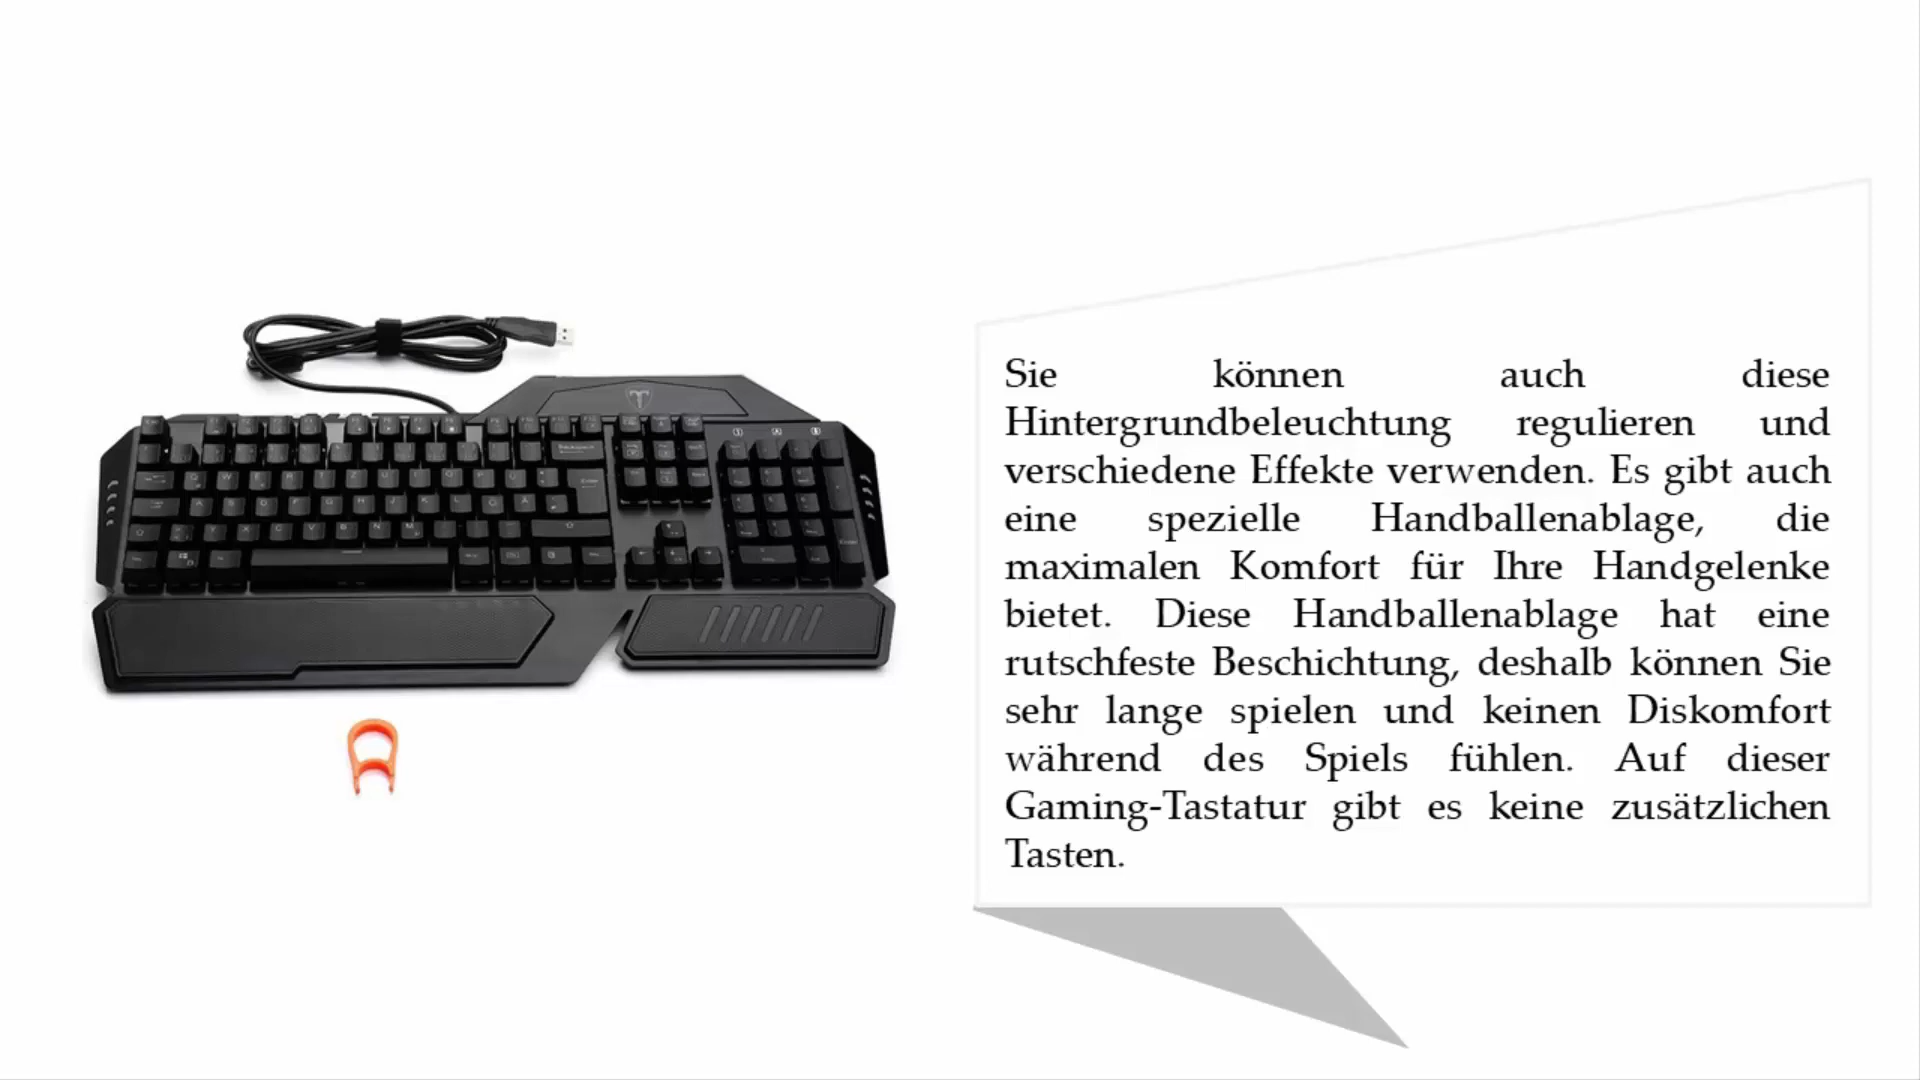 Sie können auch diese
Hintergrundbeleuchtung regulieren und
verschiedene Effekte verwenden. Es gibt auch
eine spezielle Handballenablage, die
maximalen Komfort für Ihre Handgelenke
bietet. Diese Handballenablage hat eine
rutschfeste Beschichtung, deshalb können Sie
sehr lange spielen und keinen Diskomfort
während des Spiels fühlen. Auf dieser
Gaming-Tastatur gibt es keine zusätzlichen
Tasten.